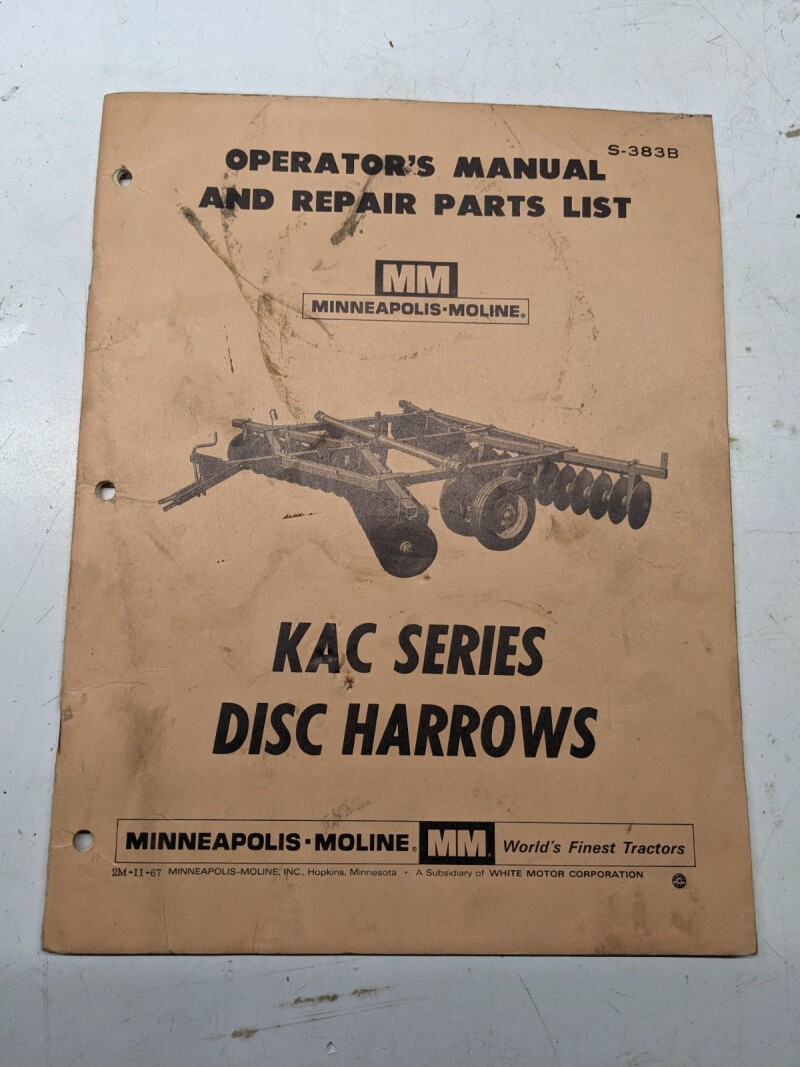 S-383B
OPERATOR'S MANUAL
AND REPAIR PARTS LIST
MM
MINNEAPOLIS-MOLINE®
KAC SERIES
DISC HARROWS
MINNEAPOLIS-MOLINE® MM® World's Finest Tractors
2M-11-67 MINNEAPOLIS-MOLINE, INC., Hopkins, Minnesota • A Subsidiary of WHITE MOTOR CORPORATION